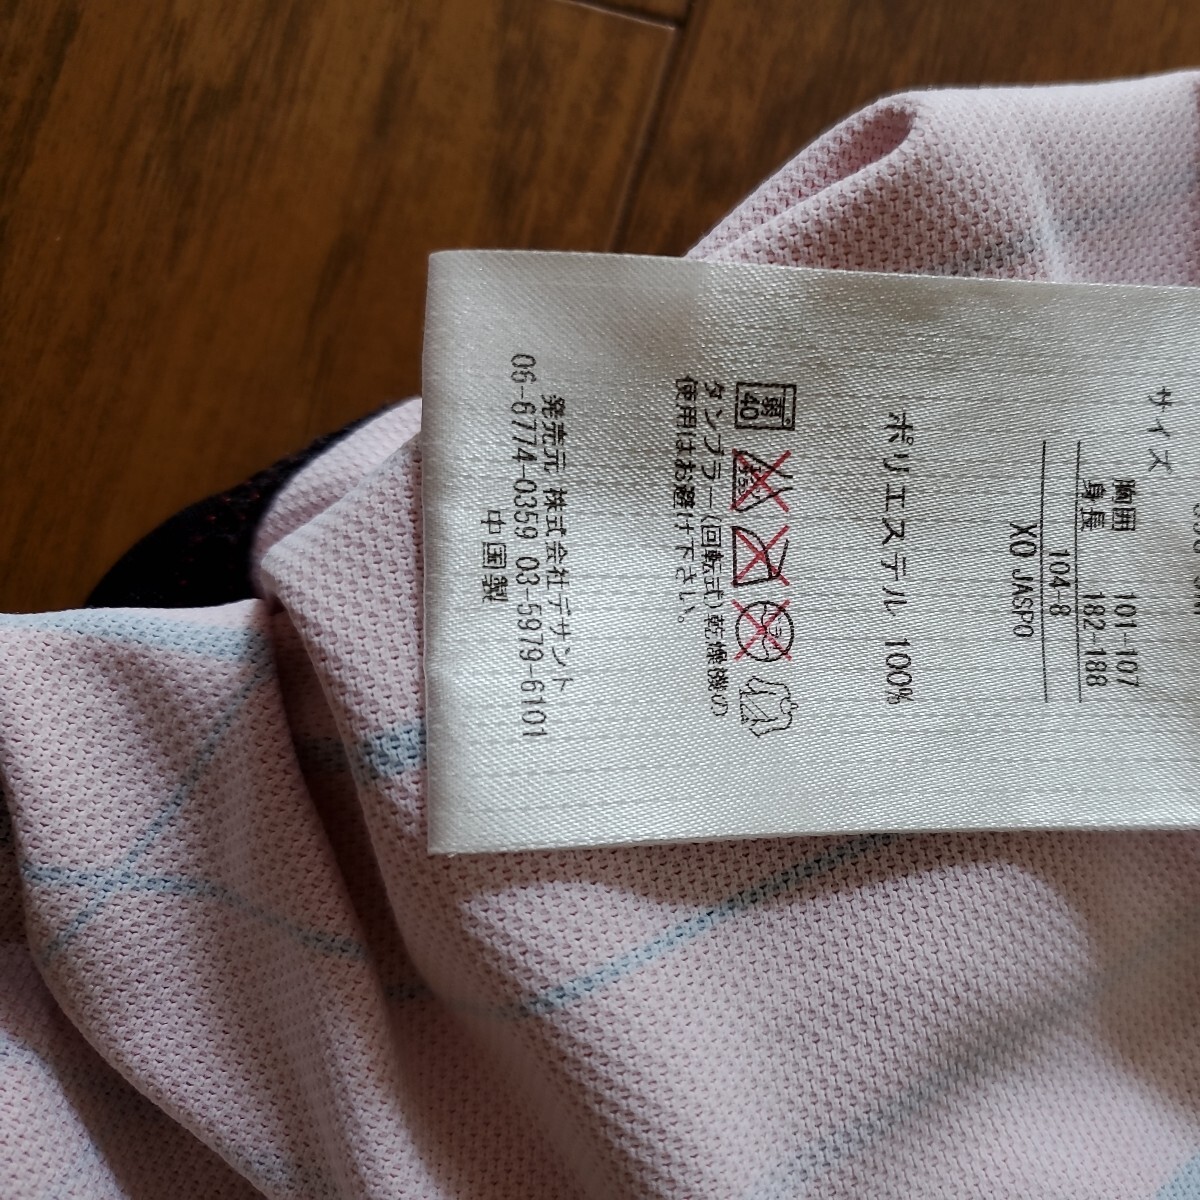 サイズ
胸囲 101-107
身長 182-188
104-8
XO JASPO
ポリエステル 100%
弱 40
タンブラー(回転式)乾燥機の
使用はお避け下さい。
発売元 株式会社デサント
06-6774-0359 03-5979-6101
中国製